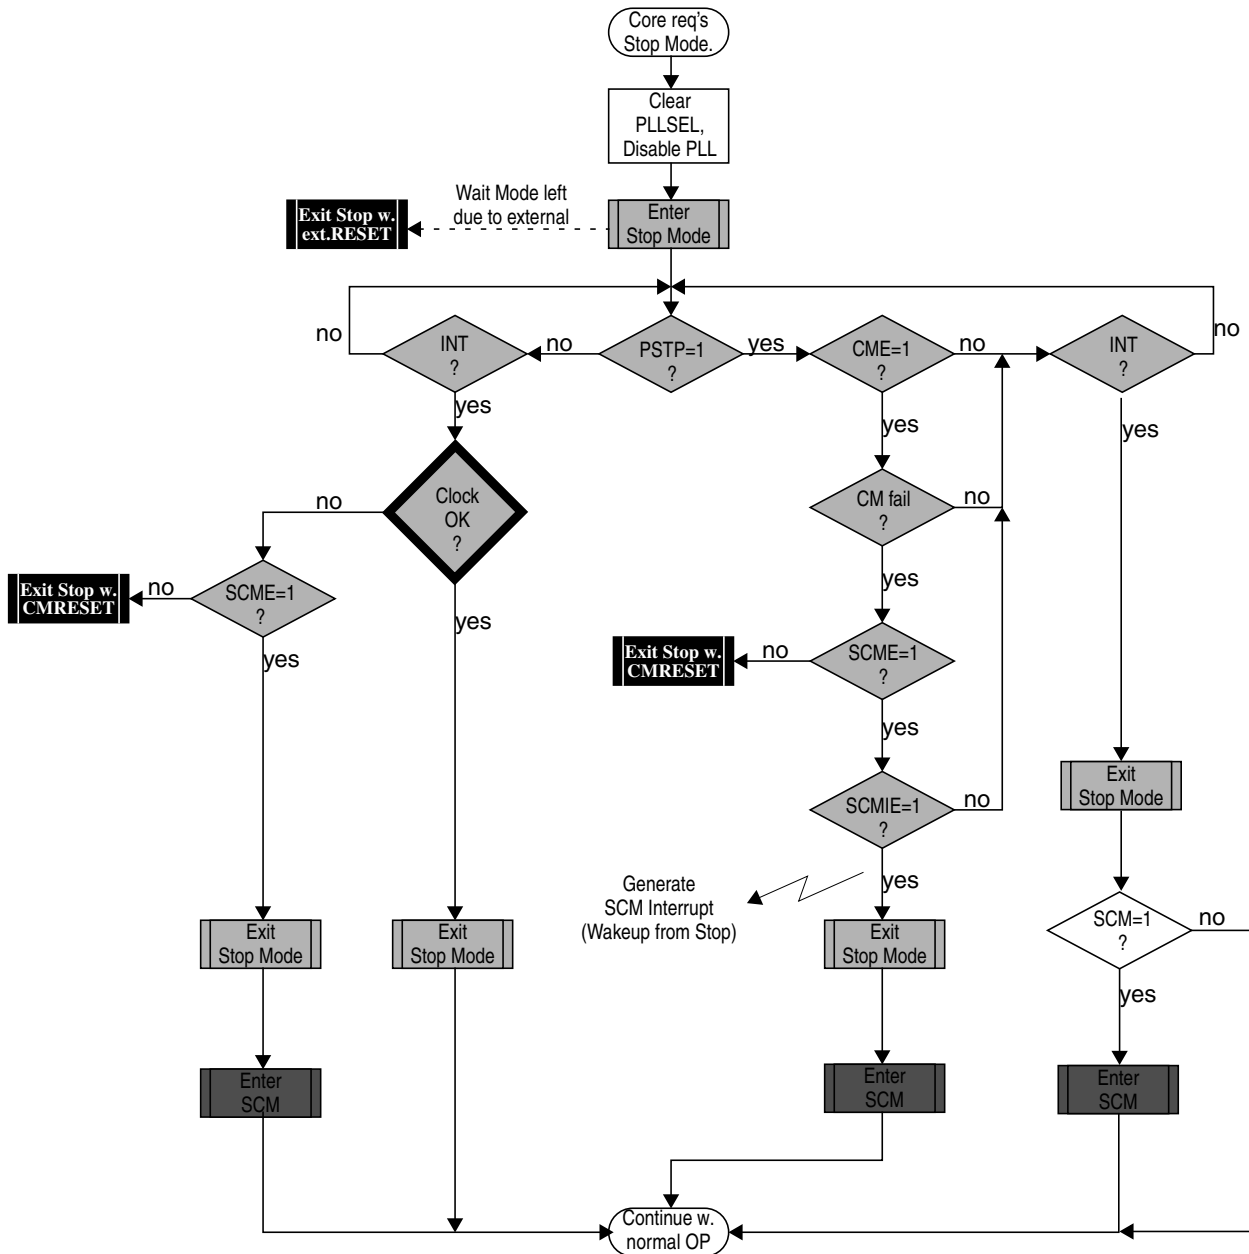 Core req's
Stop Mode.
Clear
PLLSEL,
Disable PLL
Wait Mode left
due to external
Exit Stop w.
ext.RESET
Enter
Stop Mode
no
INT
?
no
PSTP=1
?
yes
CME=1
?
no
INT
?
no
yes
yes
yes
Clock
OK
?
no
CM fail
?
no
yes
SCME=1
?
no
Exit Stop w.
CMRESET
yes
yes
SCME=1
?
no
Exit Stop w.
CMRESET
yes
SCMIE=1
?
no
Exit
Stop Mode
Generate
SCM Interrupt
(Wakeup from Stop)
yes
Exit
Stop Mode
Exit
Stop Mode
Exit
Stop Mode
SCM=1
?
no
yes
Enter
SCM
Enter
SCM
Enter
SCM
Continue w.
normal OP